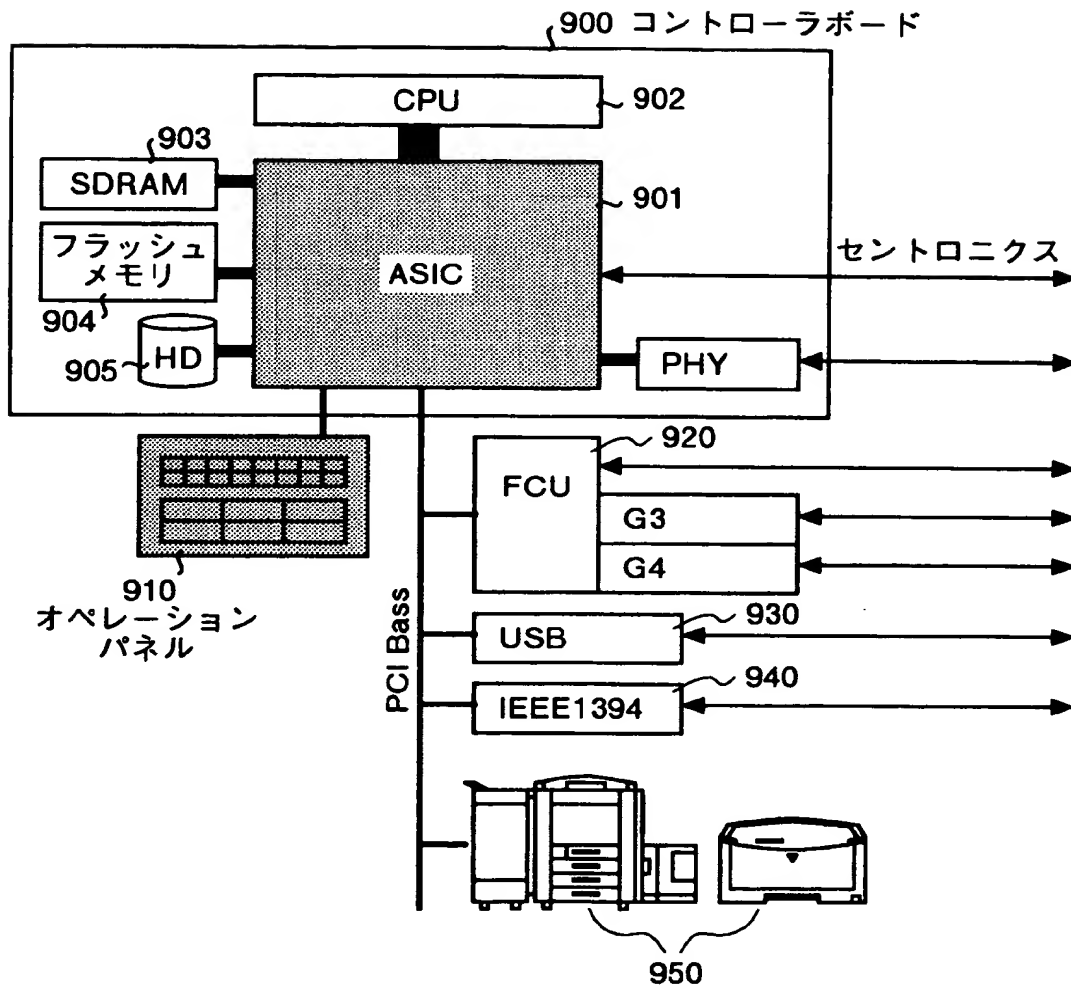 900 コントローラボード
CPU
902
903
SDRAM
901
フラッシュ
メモリ
ASIC
セントロニクス
904
HD
905
PHY
920
FCU
G3
G4
910
オペレーション
パネル
PCI Bass
930
USB
940
IEEE1394
950